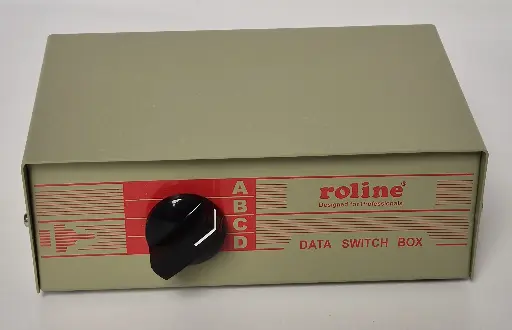 A
B
C
D
roline
Designed for Professionals
DATA SWITCH BOX